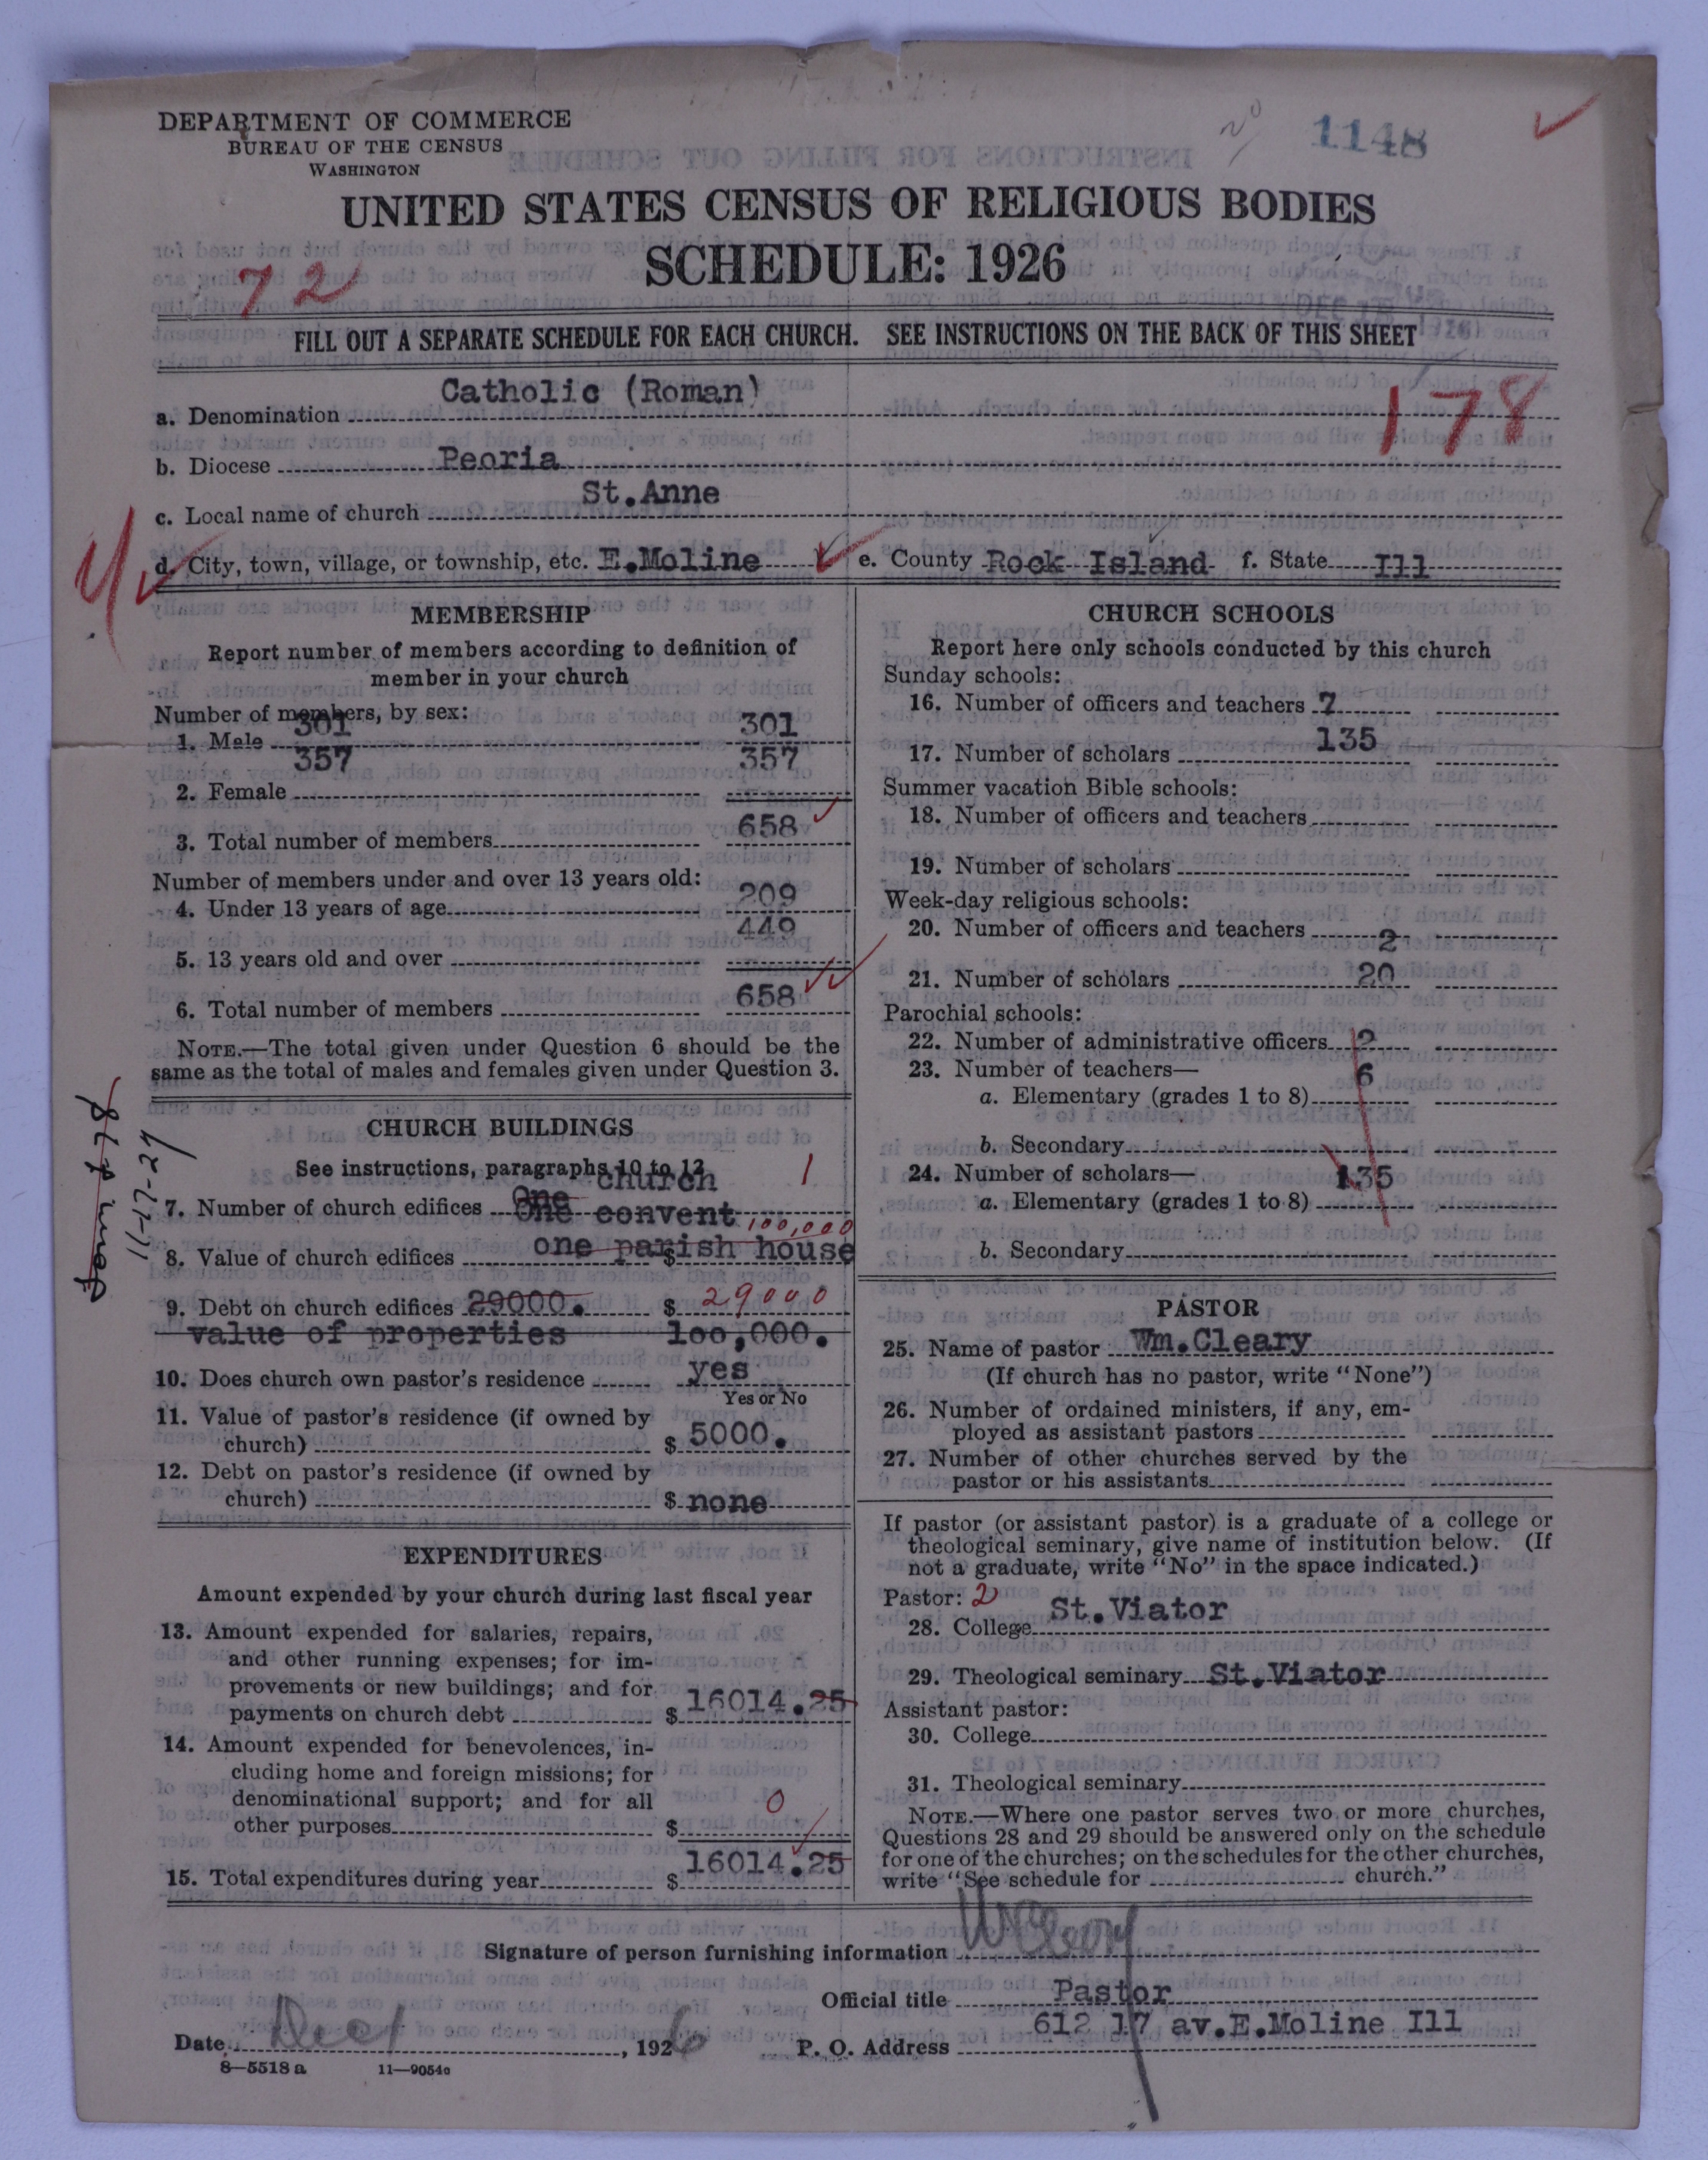 DEPARTMENT OF COMMERCE
BUREAU OF THE CENSUS
WASHINGTON
No
1148
UNITED STATES CENSUS OF RELIGIOUS BODIES
SCHEDULE: 1926
72
FILL OUT A SEPARATE SCHEDULE FOR EACH CHURCH. SEE INSTRUCTIONS ON THE BACK OF THIS SHEET
178
a. Denomination Catholic (Roman)
b. Diocese Peoria
c. Local name of church St.Anne
d. City, town, village, or township, etc. E.Moline e. County Rock Island f. State Ill
MEMBERSHIP
Report number of members according to definition of
member in your church
Number of members, by sex:
1. Male 301 301
2. Female 357 357
3. Total number of members 658
Number of members under and over 13 years old:
4. Under 13 years of age 209
5. 13 years old and over 449
6. Total number of members 658
NOTE.—The total given under Question 6 should be the
same as the total of males and females given under Question 3.
CHURCH BUILDINGS
See instructions, paragraphs 10 to 12
7. Number of church edifices One church 1
One convent
8. Value of church edifices $ 100,000
one parish house
9. Debt on church edifices 29000. $ 29000
value of properties 100,000.
10. Does church own pastor's residence yes
Yes or No
11. Value of pastor's residence (if owned by
church) $ 5000.
12. Debt on pastor's residence (if owned by
church) $ none
EXPENDITURES
Amount expended by your church during last fiscal year
13. Amount expended for salaries, repairs,
and other running expenses; for im-
provements or new buildings; and for
payments on church debt $ 16014.25
14. Amount expended for benevolences, in-
cluding home and foreign missions; for
denominational support; and for all
other purposes $ 0
15. Total expenditures during year $ 16014.25
11-17-27
CHURCH SCHOOLS
Report here only schools conducted by this church
Sunday schools:
16. Number of officers and teachers 7
17. Number of scholars 135
Summer vacation Bible schools:
18. Number of officers and teachers
19. Number of scholars
Week-day religious schools:
20. Number of officers and teachers 2
21. Number of scholars 20
Parochial schools:
22. Number of administrative officers 2
23. Number of teachers—
a. Elementary (grades 1 to 8) 6
b. Secondary
24. Number of scholars—
135
a. Elementary (grades 1 to 8)
b. Secondary
PASTOR
25. Name of pastor Wm.Cleary
(If church has no pastor, write "None")
26. Number of ordained ministers, if any, em-
ployed as assistant pastors
27. Number of other churches served by the
pastor or his assistants
If pastor (or assistant pastor) is a graduate of a college or
theological seminary, give name of institution below. (If
not a graduate, write "No" in the space indicated.)
Pastor: 2
28. College St.Viator
29. Theological seminary St.Viator
Assistant pastor:
30. College
31. Theological seminary
NOTE.—Where one pastor serves two or more churches,
Questions 28 and 29 should be answered only on the schedule
for one of the churches; on the schedules for the other churches,
write "See schedule for church."
Signature of person furnishing information Wm Cleary
Official title Pastor
Date Dec 1, 1926 P. O. Address 612 17 av.E.Moline Ill
8—5518 a 11—9054c